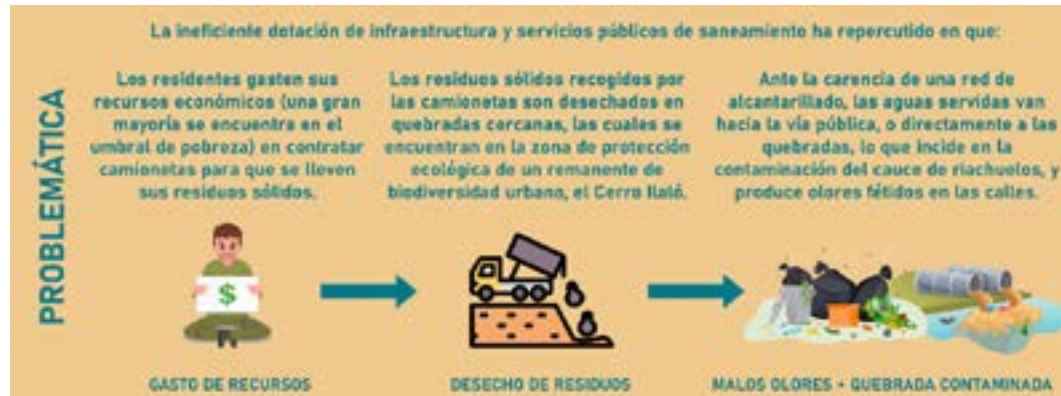 PROBLEMÁTICA
La ineficiente dotación de infraestructura y servicios públicos de saneamiento ha repercutido en que:
Los residentes gasten sus
recursos económicos (una gran
mayoría se encuentra en el
umbral de pobreza) en contratar
camionetas para que se lleven
sus residuos sólidos.
Los residuos sólidos recogidos por
las camionetas son desechados en
quebradas cercanas, las cuales se
encuentran en la zona de protección
ecológica de un remanente de
biodiversidad urbano, el Cerro Ilaló.
Ante la carencia de una red de
alcantarillado, las aguas servidas van
hacia la vía pública, o directamente a las
quebradas, lo que incide en la
contaminación del cauce de riachuelos, y
produce olores fétidos en las calles.
$
GASTO DE RECURSOS
DESECHO DE RESIDUOS
MALOS OLORES + QUEBRADA CONTAMINADA